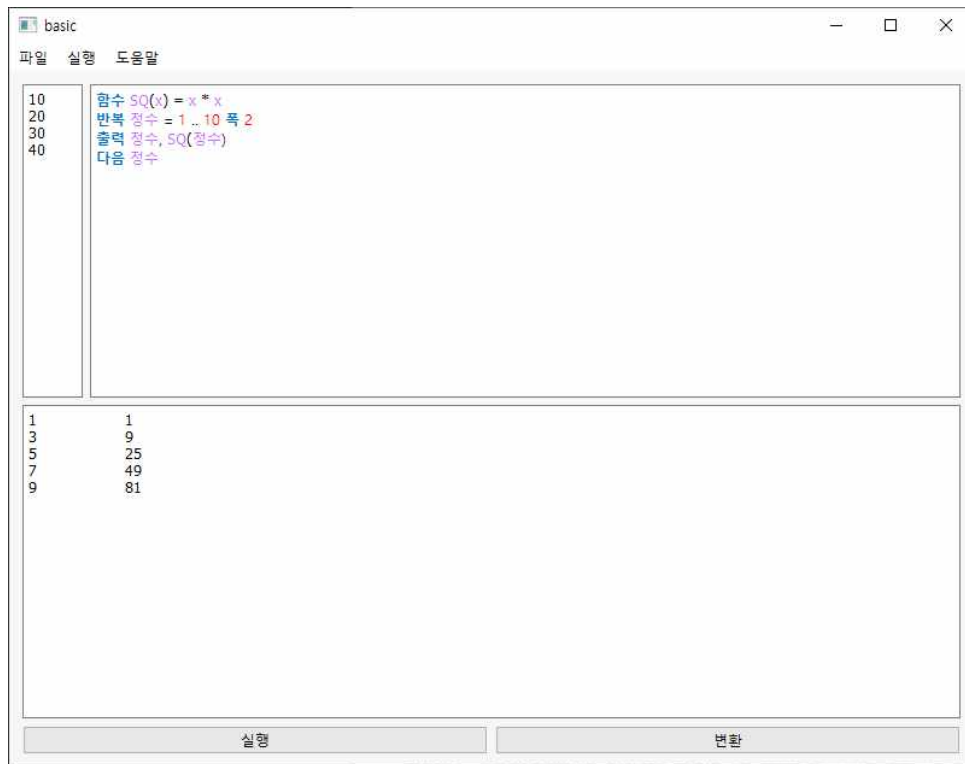 basic
파일 실행 도움말
10 함수 SQ(x) = x * x
20 반복 정수 = 1 .. 10 폭 2
30 출력 정수, SQ(정수)
40 다음 정수
1 1
3 9
5 25
7 49
9 81
실행 변환